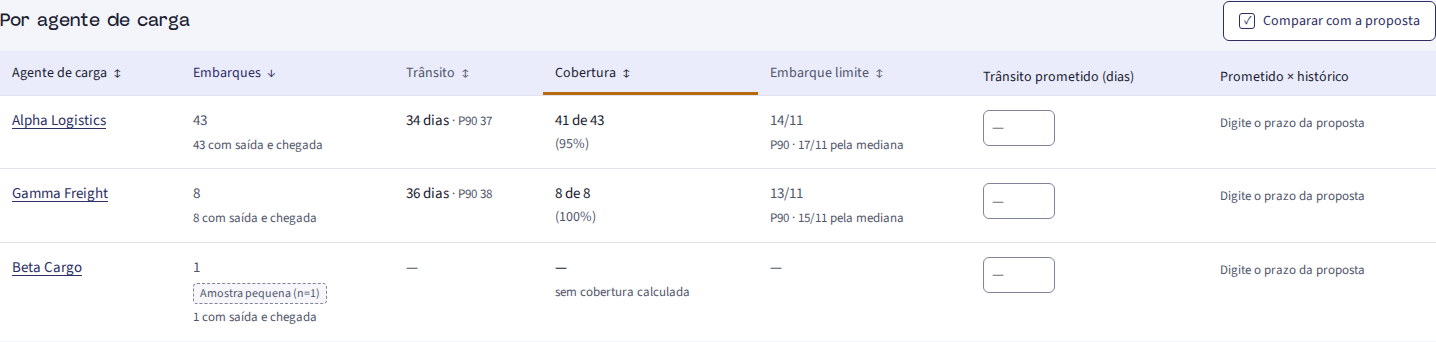 Por agente de carga
☑ Comparar com a proposta
Agente de carga ↕ Embarques ↓ Trânsito ↕ Cobertura ↕ Embarque limite ↕ Trânsito prometido (dias) Prometido × histórico
Alpha Logistics 43 34 dias · P90 37 41 de 43 14/11 — Digite o prazo da proposta
43 com saída e chegada (95%) P90 · 17/11 pela mediana
Gamma Freight 8 36 dias · P90 38 8 de 8 13/11 — Digite o prazo da proposta
8 com saída e chegada (100%) P90 · 15/11 pela mediana
Beta Cargo 1 — — — — Digite o prazo da proposta
Amostra pequena (n=1) sem cobertura calculada
1 com saída e chegada